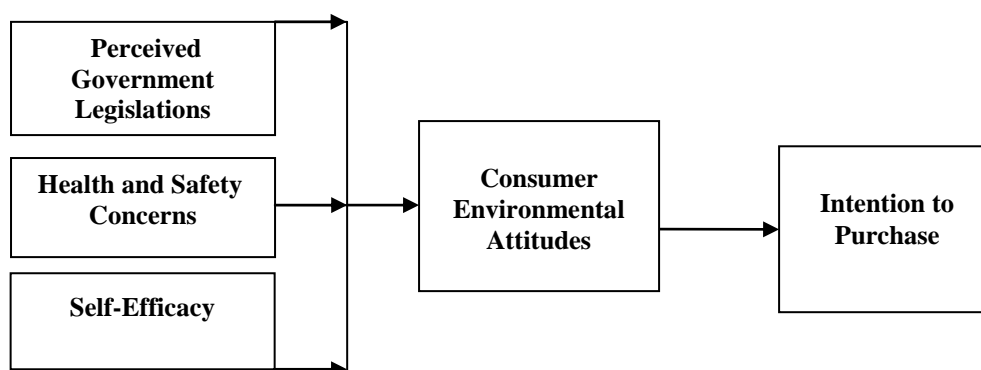 Perceived
Government
Legislations
Health and Safety
Concerns
Self-Efficacy
Consumer
Environmental
Attitudes
Intention to
Purchase